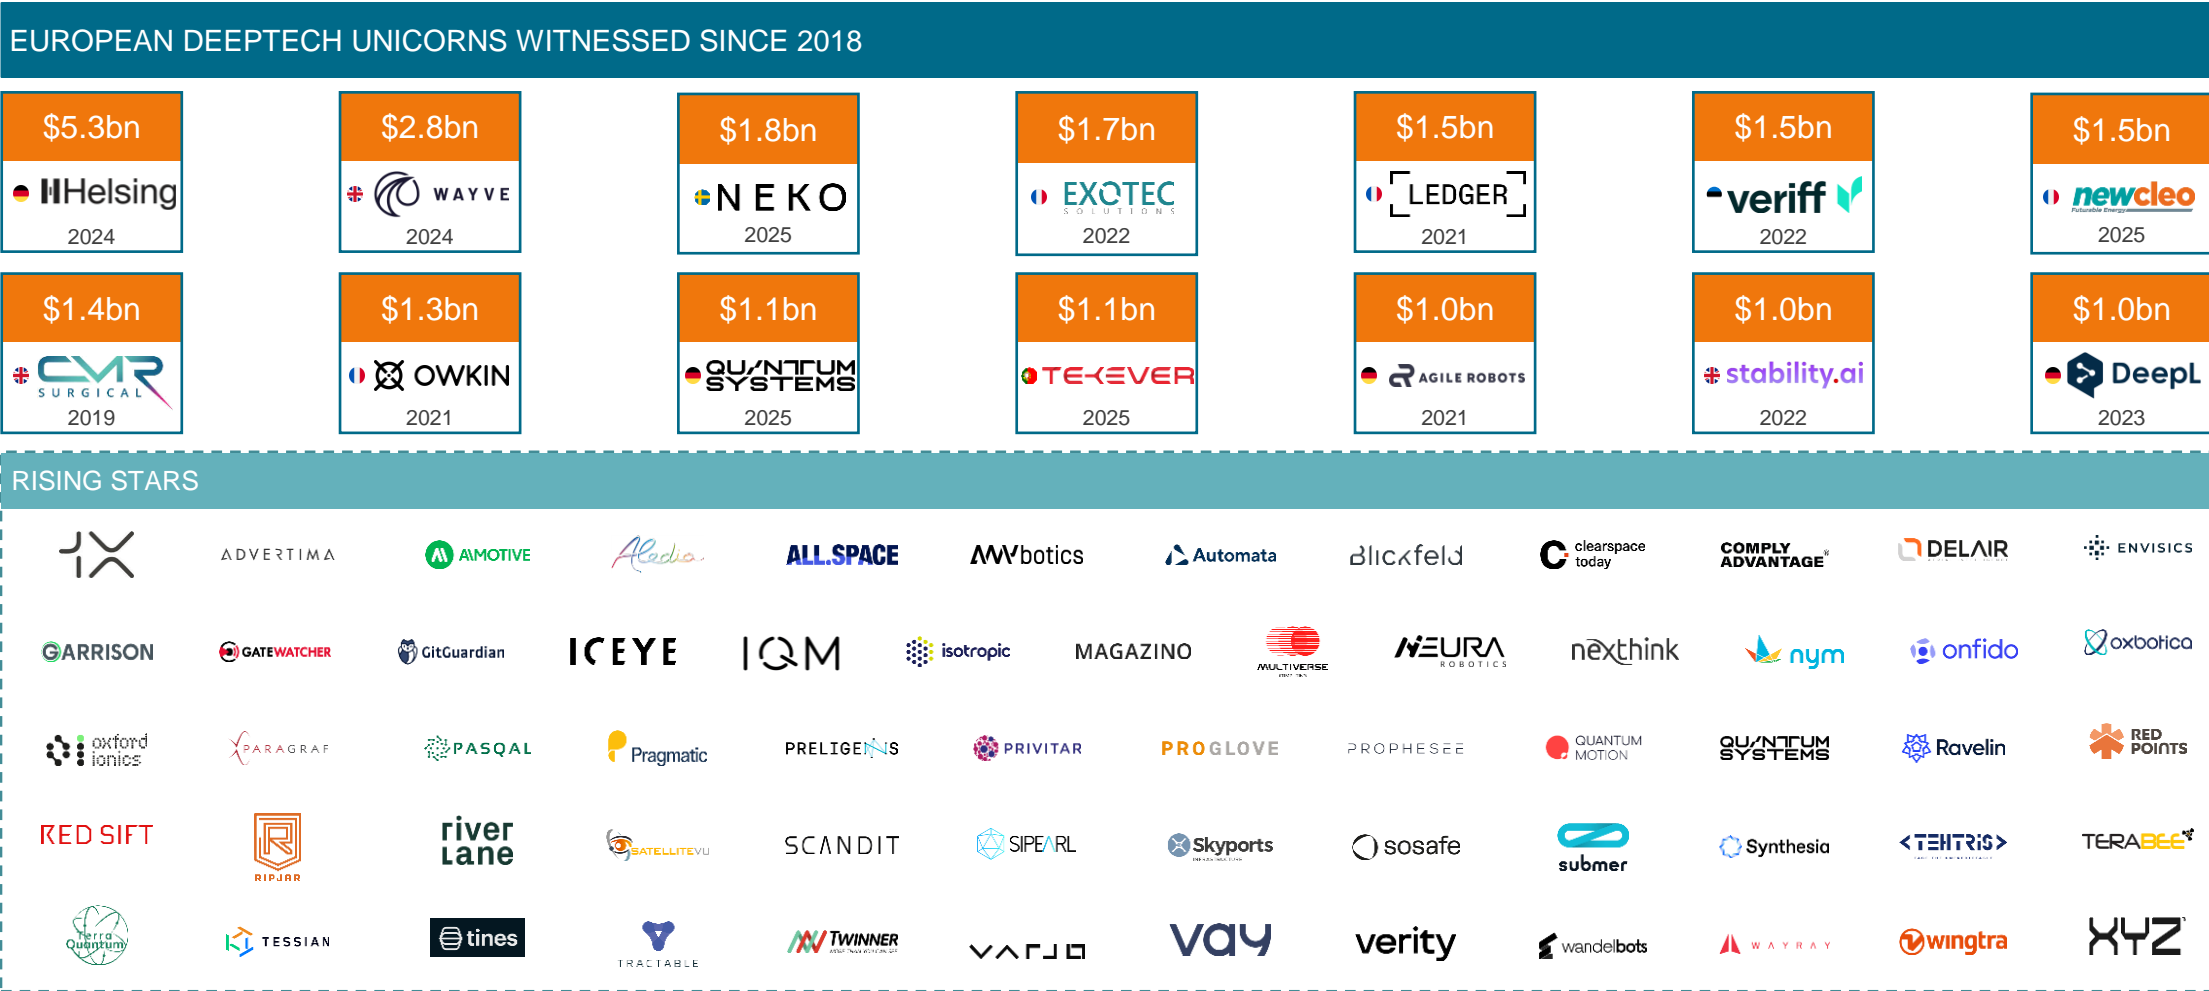 EUROPEAN DEEPTECH UNICORNS WITNESSED SINCE 2018
$5.3bn
Helsing
2024
$2.8bn
WAYVE
2024
$1.8bn
NEKO
2025
$1.7bn
EXOTEC
SOLUTIONS
2022
$1.5bn
LEDGER
2021
$1.5bn
veriff
2022
$1.5bn
newcleo
Futurable Energy
2025
$1.4bn
CMR
SURGICAL
2019
$1.3bn
OWKIN
2021
$1.1bn
QUANTUM
SYSTEMS
2025
$1.1bn
TEKEVER
2025
$1.0bn
AGILE ROBOTS
2021
$1.0bn
stability.ai
2022
$1.0bn
DeepL
2023
RISING STARS
1X
ADVERTIMA
AIMOTIVE
Aledia
ALL.SPACE
ANYbotics
Automata
Blickfeld
clearspace
today
COMPLY
ADVANTAGE®
DELAIR
ENVISICS
GARRISON
GATEWATCHER
GitGuardian
ICEYE
IQM
isotropic
MAGAZINO
MULTIVERSE
NEURA
ROBOTICS
nexthink
nym
onfido
oxbotica
oxford
ionics
PARAGRAF
PASQAL
Pragmatic
PRELIGENS
PRIVITAR
PROGLOVE
PROPHESEE
QUANTUM
MOTION
QUANTUM
SYSTEMS
Ravelin
RED
POINTS
RED SIFT
RIPJAR
river
lane
SATELLITEVU
SCANDIT
SIPEARL
Skyports
INFRASTRUCTURE
sosafe
submer
Synthesia
<TEHTRIS>
TERABEE
Terra
Quantum
TESSIAN
tines
TRACTABLE
TWINNER
VARJO
vay
verity
wandelbots
WAYRAY
wingtra
XYZ